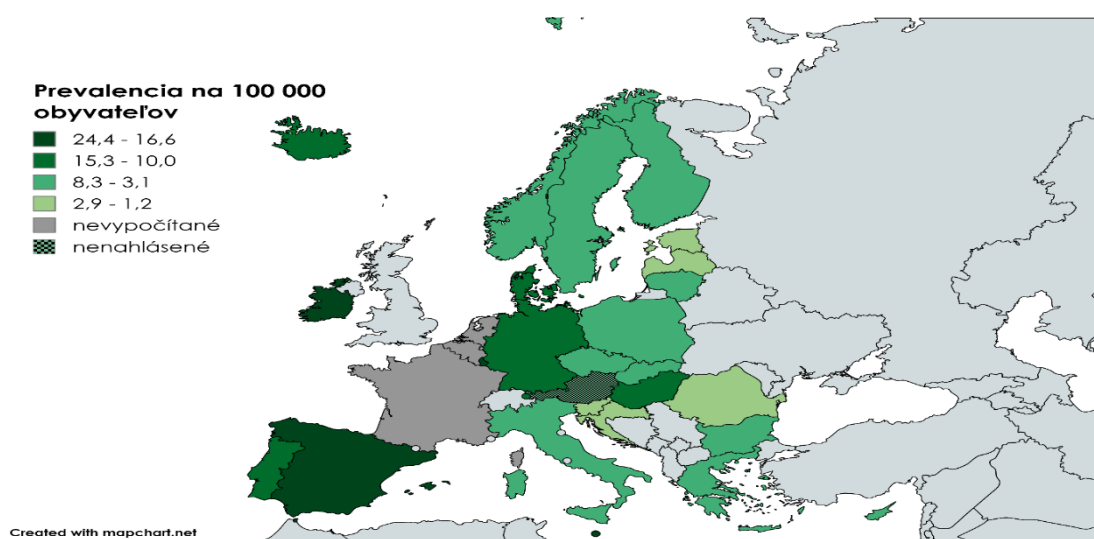 Prevalencia na 100 000
obyvateľov
24,4 - 16,6
15,3 - 10,0
8,3 - 3,1
2,9 - 1,2
nevypočítané
nenahlásené
Created with mapchart.net